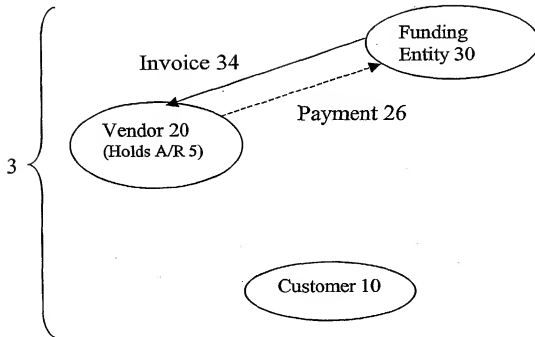 Funding
Entity 30
Invoice 34
Payment 26
Vendor 20
(Holds A/R 5)
3
Customer 10